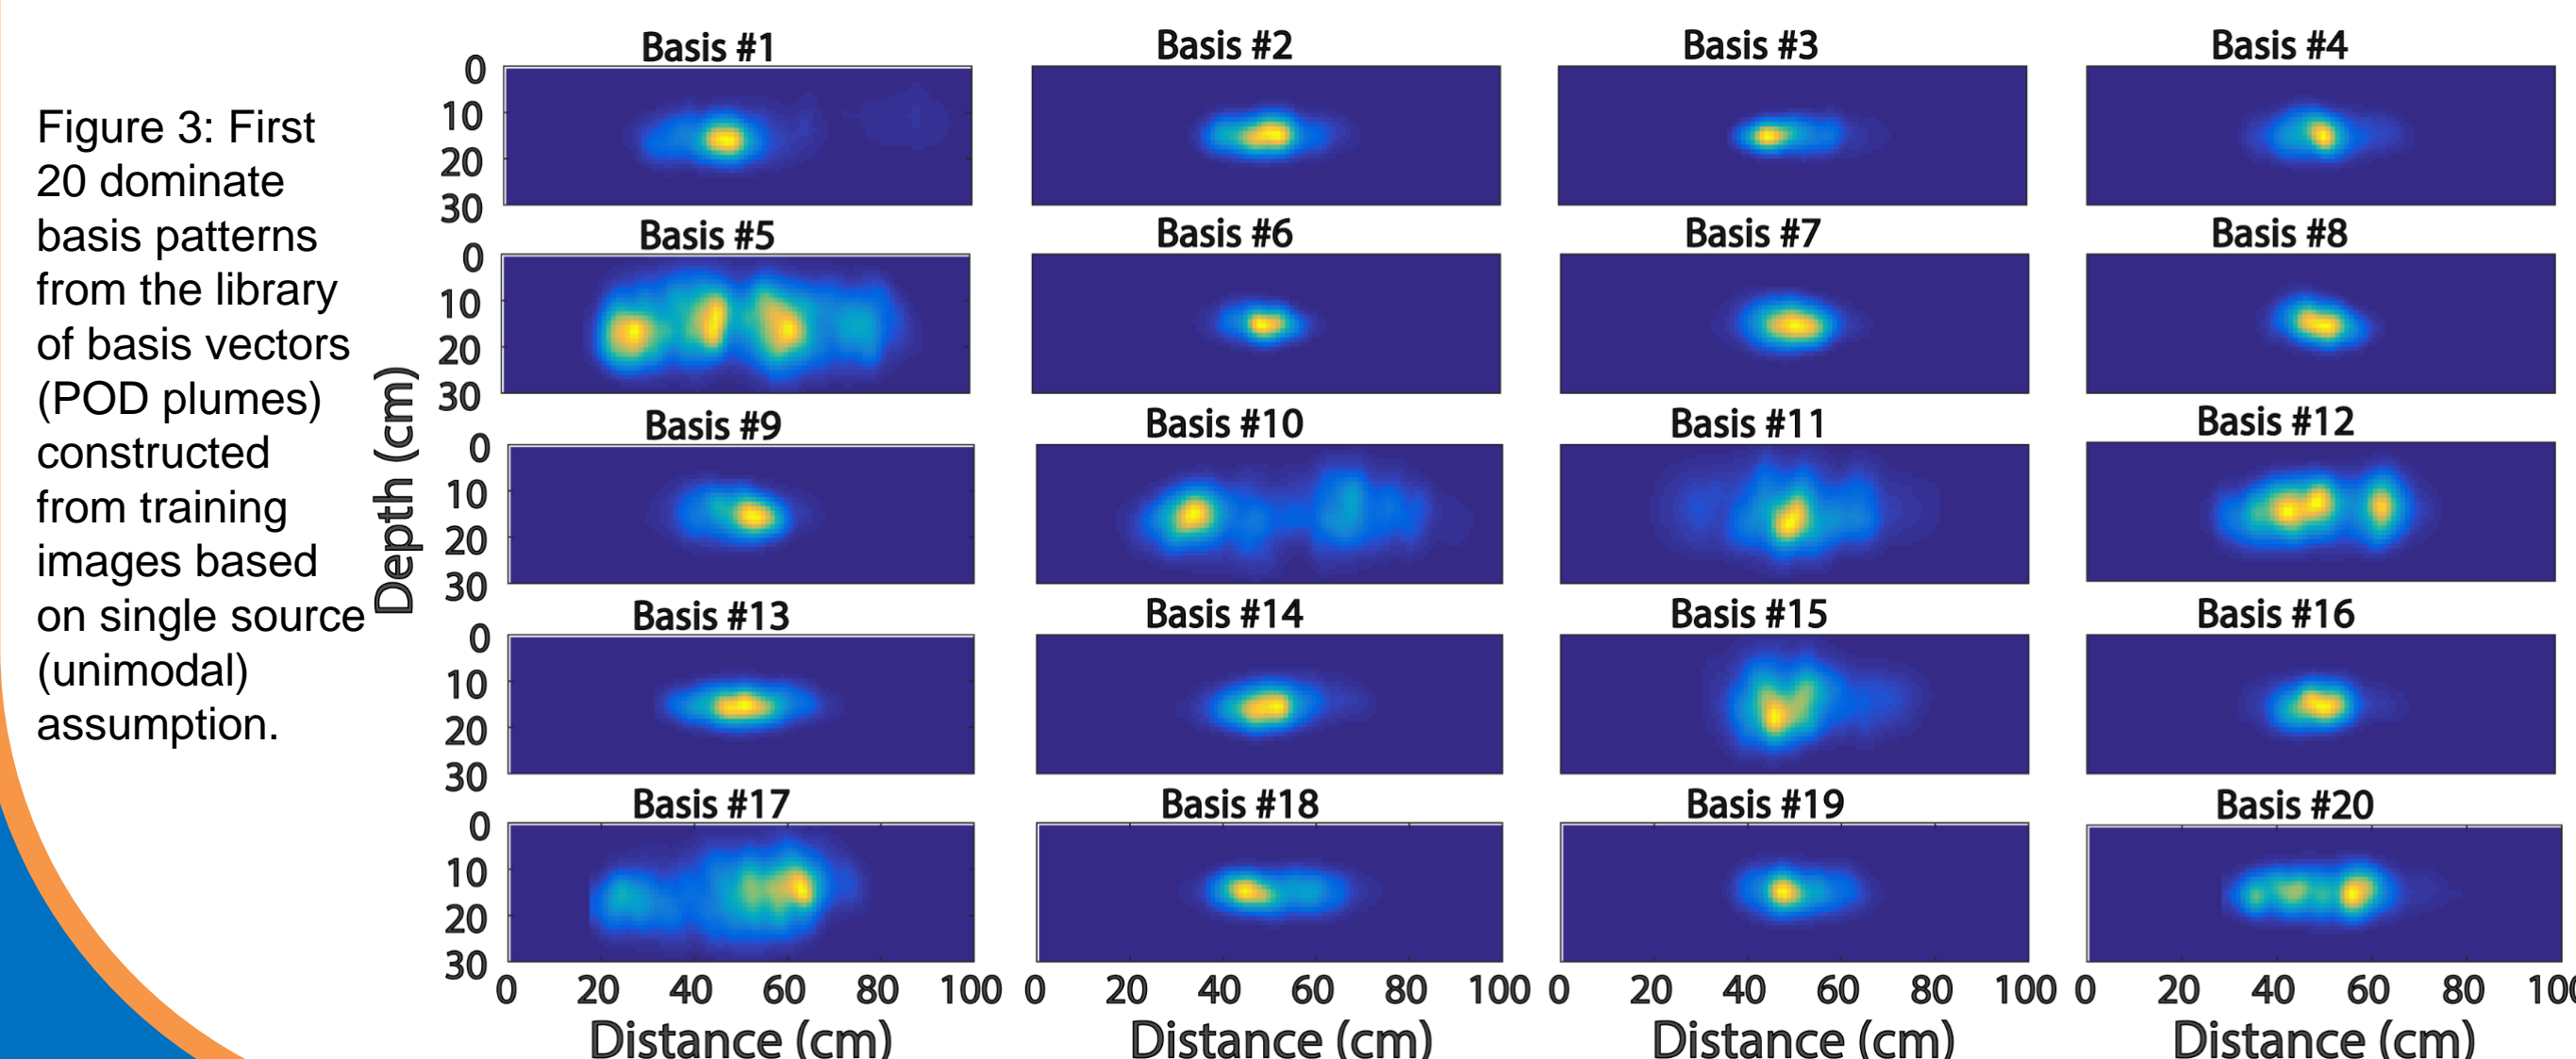 Figure 3: First
20 dominate
basis patterns
from the library
of basis vectors
(POD plumes)
constructed
from training
images based
on single source
(unimodal)
assumption.
Depth (cm)
Basis #1
Basis #2
Basis #3
Basis #4
0
10
20
30
Basis #5
Basis #6
Basis #7
Basis #8
0
10
20
30
Basis #9
Basis #10
Basis #11
Basis #12
0
10
20
30
Basis #13
Basis #14
Basis #15
Basis #16
0
10
20
30
Basis #17
Basis #18
Basis #19
Basis #20
0
10
20
30
0 20 40 60 80 100
0 20 40 60 80 100
0 20 40 60 80 100
0 20 40 60 80
Distance (cm)
Distance (cm)
Distance (cm)
Distance (cm)